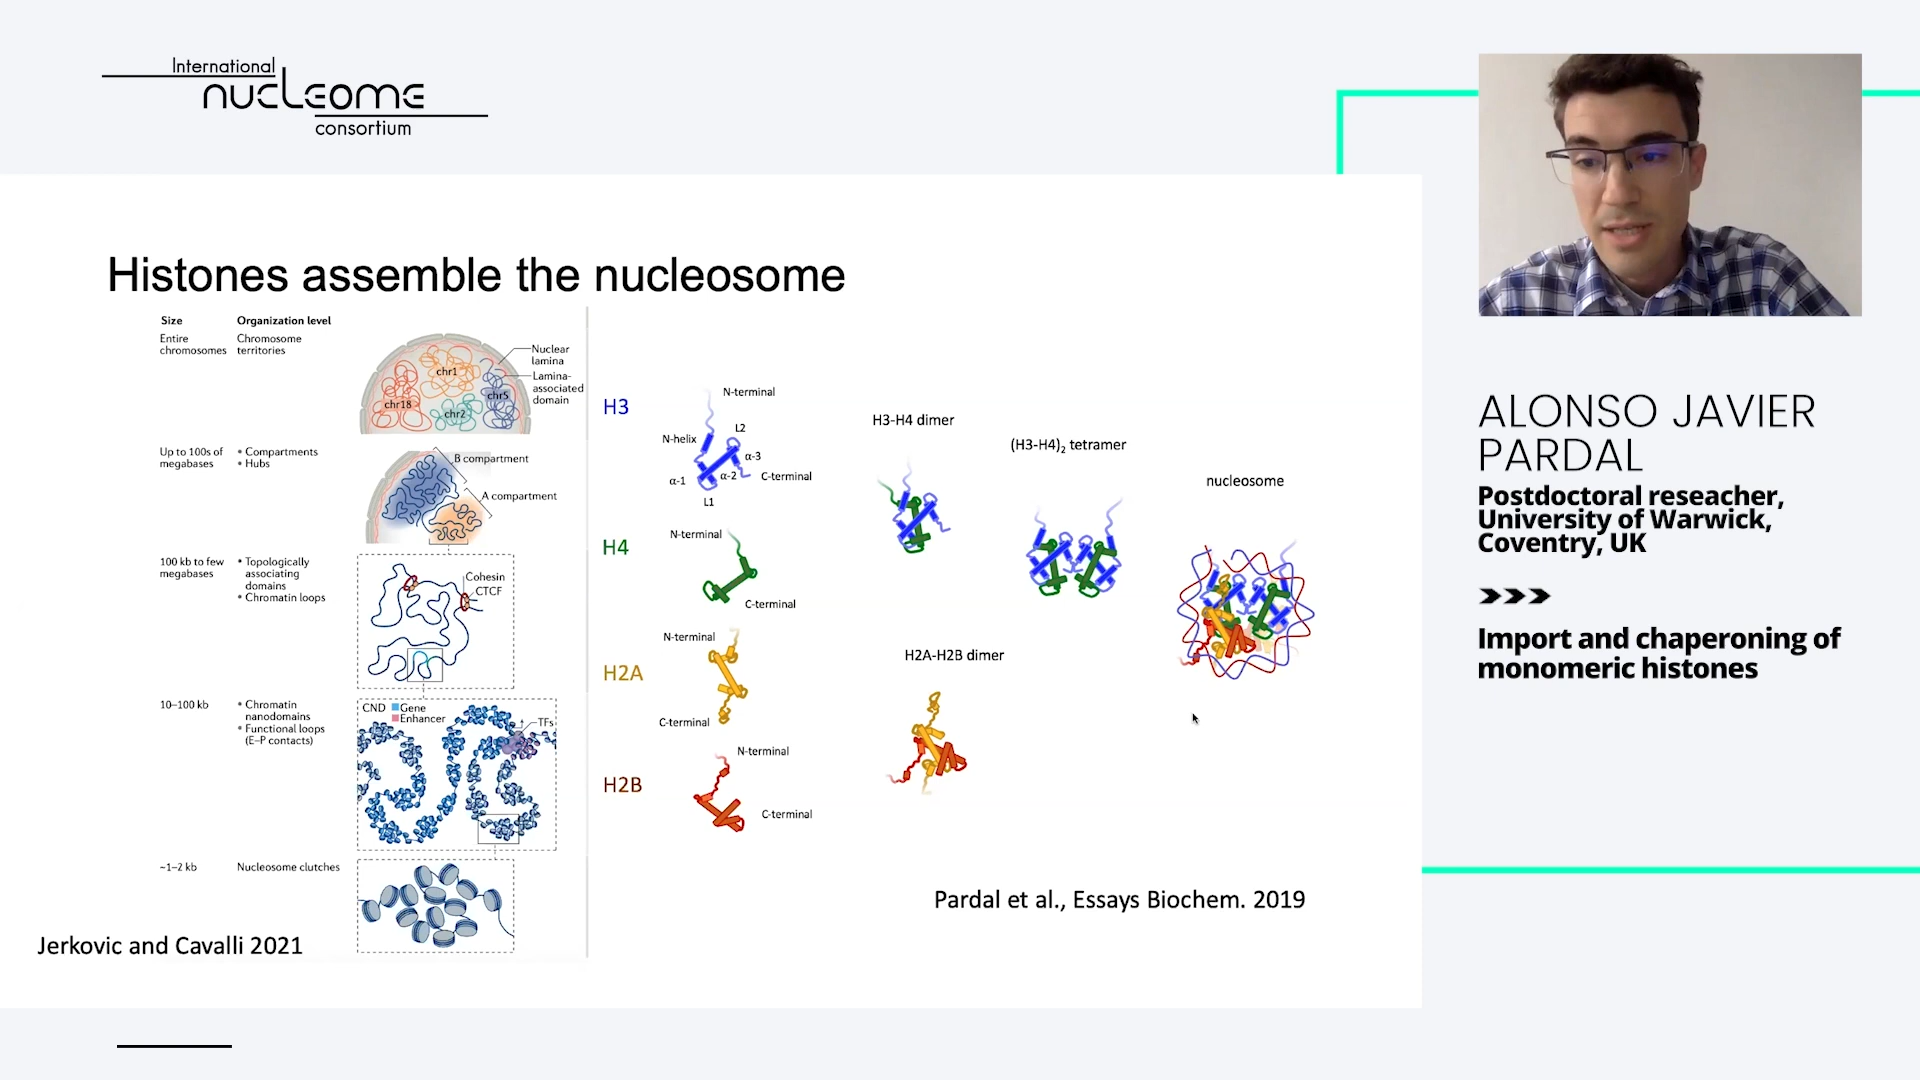 International
nucleome
consortium
Histones assemble the nucleosome
Size
Organization level
Entire
chromosomes
Chromosome
territories
chr1
chr18
chr2
chr5
Nuclear
lamina
Lamina-
associated
domain
Up to 100s of
megabases
• Compartments
• Hubs
B compartment
A compartment
100 kb to few
megabases
• Topologically
associating
domains
• Chromatin loops
Cohesin
CTCF
10–100 kb
• Chromatin
nanodomains
• Functional loops
(E–P contacts)
CND
Gene
Enhancer
TFs
~1–2 kb
Nucleosome clutches
Jerkovic and Cavalli 2021
H3
N-terminal
N-helix
L2
α-3
α-2
α-1
C-terminal
L1
H4
N-terminal
C-terminal
H2A
N-terminal
C-terminal
H2B
N-terminal
C-terminal
H3-H4 dimer
(H3-H4)2 tetramer
nucleosome
H2A-H2B dimer
Pardal et al., Essays Biochem. 2019
ALONSO JAVIER
PARDAL
Postdoctoral reseacher,
University of Warwick,
Coventry, UK
Import and chaperoning of
monomeric histones